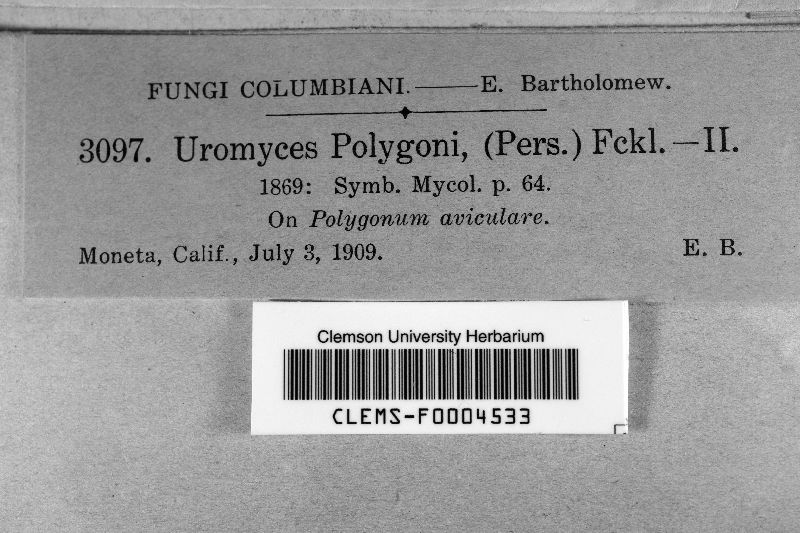 FUNGI COLUMBIANI.——E. Bartholomew.
3097. Uromyces Polygoni, (Pers.) Fckl.—II.
1869: Symb. Mycol. p. 64.
On Polygonum aviculare.
Moneta, Calif., July 3, 1909. E. B.
Clemson University Herbarium
CLEMS-F0004533